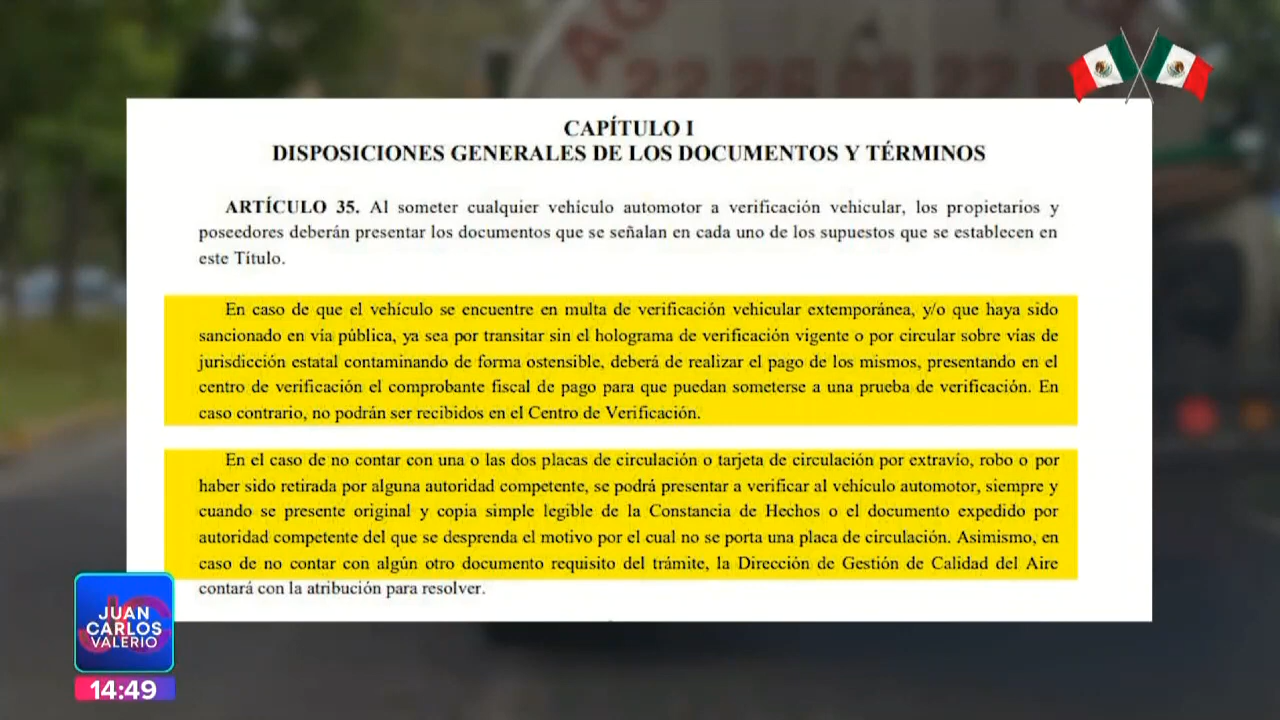 CAPÍTULO I
DISPOSICIONES GENERALES DE LOS DOCUMENTOS Y TÉRMINOS
ARTÍCULO 35. Al someter cualquier vehículo automotor a verificación vehicular, los propietarios y
poseedores deberán presentar los documentos que se señalan en cada uno de los supuestos que se establecen en
este Título.
En caso de que el vehículo se encuentre en multa de verificación vehicular extemporánea, y/o que haya sido
sancionado en vía pública, ya sea por transitar sin el holograma de verificación vigente o por circular sobre vías de
jurisdicción estatal contaminando de forma ostensible, deberá de realizar el pago de los mismos, presentando en el
centro de verificación el comprobante fiscal de pago para que puedan someterse a una prueba de verificación. En
caso contrario, no podrán ser recibidos en el Centro de Verificación.
En el caso de no contar con una o las dos placas de circulación o tarjeta de circulación por extravío, robo o por
haber sido retirada por alguna autoridad competente, se podrá presentar a verificar al vehículo automotor, siempre y
cuando se presente original y copia simple legible de la Constancia de Hechos o el documento expedido por
autoridad competente del que se desprenda el motivo por el cual no se porta una placa de circulación. Asimismo, en
caso de no contar con algún otro documento requisito del trámite, la Dirección de Gestión de Calidad del Aire
contará con la atribución para resolver.
JUAN
CARLOS
VALERIO
14:49